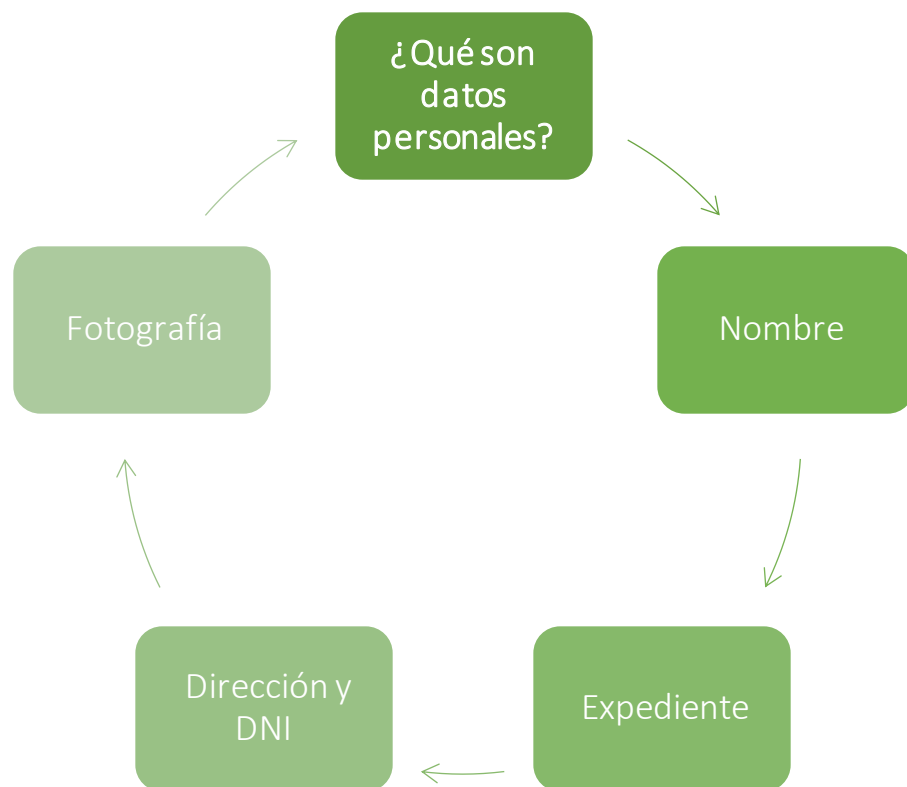 ¿Qué son
datos
personales?
Nombre
Expediente
Dirección y
DNI
Fotografía